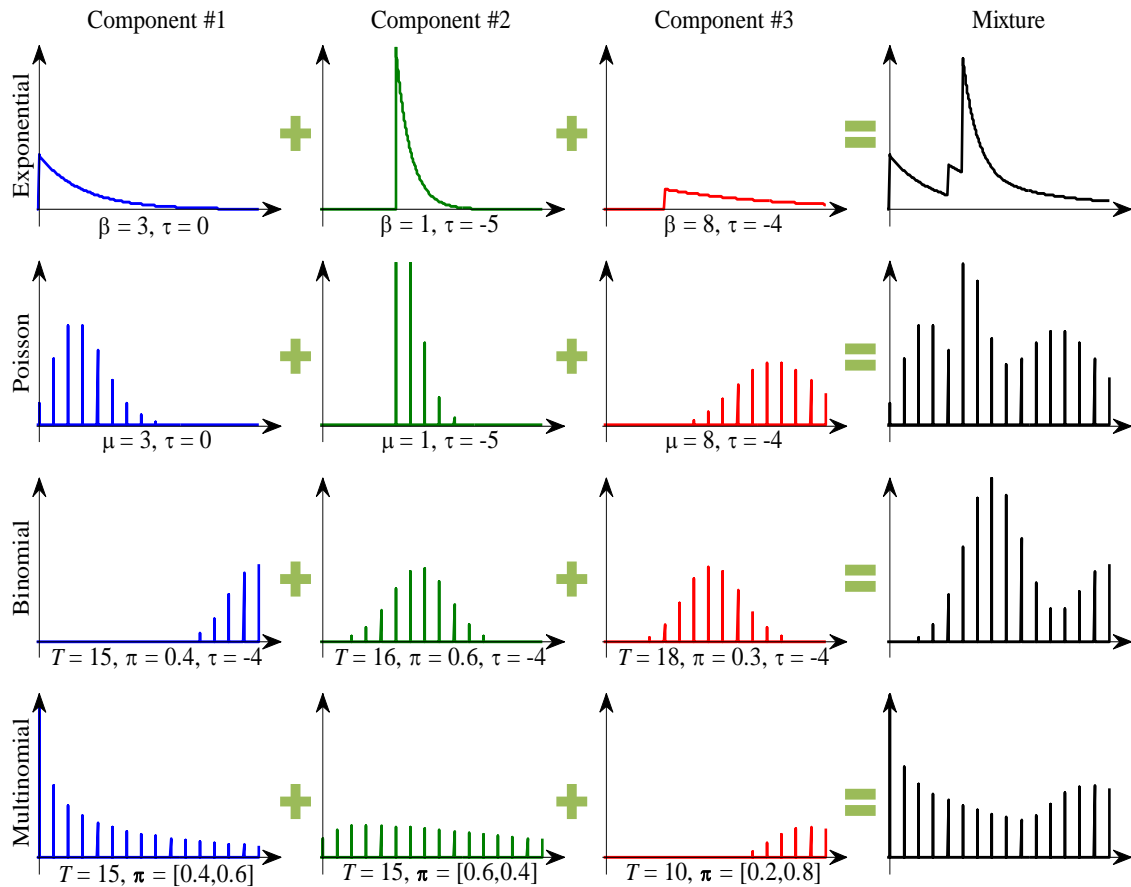 Component #1
Component #2
Component #3
Mixture
Exponential
β = 3, τ = 0
β = 1, τ = -5
β = 8, τ = -4
Poisson
μ = 3, τ = 0
μ = 1, τ = -5
μ = 8, τ = -4
Binomial
T = 15, π = 0.4, τ = -4
T = 16, π = 0.6, τ = -4
T = 18, π = 0.3, τ = -4
Multinomial
T = 15, π = [0.4,0.6]
T = 15, π = [0.6,0.4]
T = 10, π = [0.2,0.8]